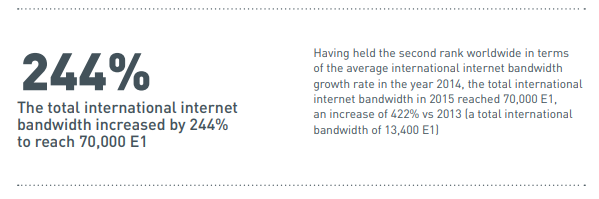 244%
The total international internet
bandwidth increased by 244%
to reach 70,000 E1
Having held the second rank worldwide in terms
of the average international internet bandwidth
growth rate in the year 2014, the total international
internet bandwidth in 2015 reached 70,000 E1,
an increase of 422% vs 2013 (a total international
bandwidth of 13,400 E1)